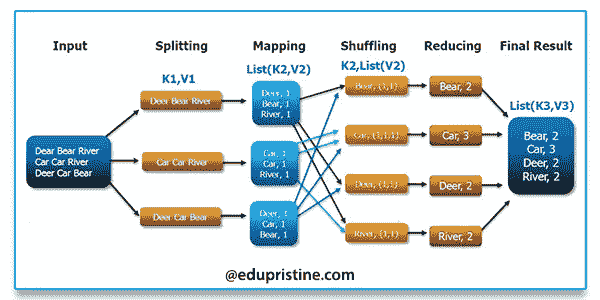 Input
Splitting
Mapping
Shuffling
Reducing
Final Result
K1,V1
List(K2,V2)
K2,List(V2)
List(K3,V3)
Dear Bear River
Car Car River
Deer Car Bear
Deer Bear River
Car Car River
Deer Car Bear
Deer, 1
Bear, 1
River, 1
Car, 1
Car, 1
River, 1
Deer, 1
Car, 1
Bear, 1
Bear, (1,1)
Car, (1,1,1)
Deer, (1,1)
River, (1,1)
Bear, 2
Car, 3
Deer, 2
River, 2
Bear, 2
Car, 3
Deer, 2
River, 2
@edupristine.com